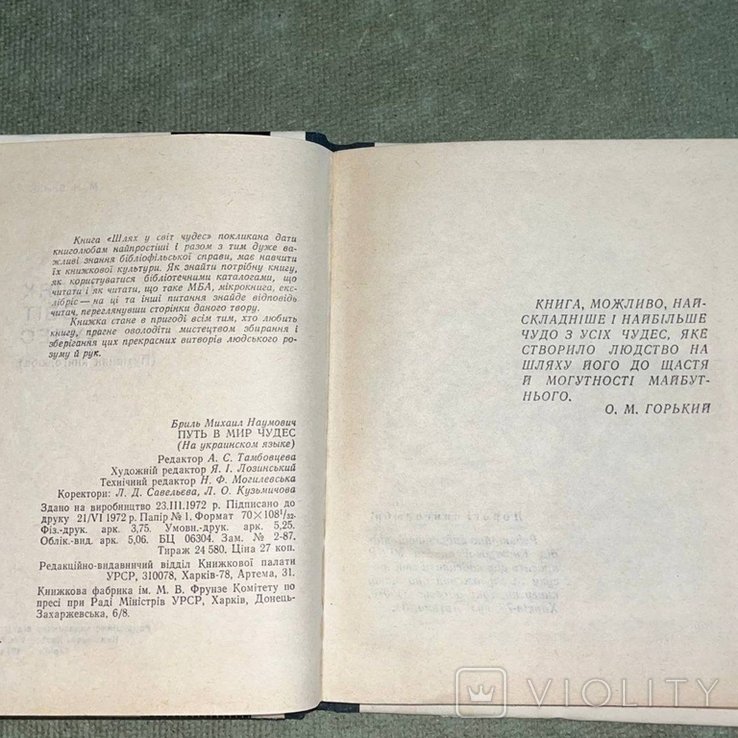 Книга «Шлях у світ чудес» покликана дати
книголюбам найпростіші і разом з тим дуже ва-
жливі знання бібліофільської справи, має навчити
їх книжкової культури. Як знайти потрібну книгу,
як користуватися бібліотечними каталогами, що
читати і як читати, що таке МБА, мікрокнига, екс-
лібріс — на ці та інші питання знайде відповідь
читач, переглянувши сторінки даного твору.
Книжка стане в пригоді всім тим, хто любить
книгу, прагне оволодіти мистецтвом збирання і
зберігання цих прекрасних витворів людського ро-
зуму й рук.
Бриль Михаил Наумович
ПУТЬ В МИР ЧУДЕС
(На украинском языке)
Редактор А. С. Тамбовцева
Художній редактор Я. І. Лозинський
Технічний редактор Н. Ф. Могилевська
Коректори: Л. Д. Савельєва, Л. О. Кузьмичова
Здано на виробництво 23.III.1972 р. Підписано до
друку 21/VI 1972 р. Папір № 1. Формат 70×108¹/₃₂.
Фіз.-друк. арк. 3,75. Умовн.-друк. арк. 5,25.
Облік.-вид. арк. 5,06. БЦ 06304. Зам. № 2-87.
Тираж 24 580. Ціна 27 коп.
Редакційно-видавничий відділ Книжкової палати
УРСР, 310078, Харків-78, Артема, 31.
Книжкова фабрика ім. М. В. Фрунзе Комітету по
пресі при Раді Міністрів УРСР, Харків, Донець-
Захаржевська, 6/8.
КНИГА, МОЖЛИВО, НАЙ-
СКЛАДНІШЕ І НАЙБІЛЬШЕ
ЧУДО З УСІХ ЧУДЕС, ЯКЕ
СТВОРИЛО ЛЮДСТВО НА
ШЛЯХУ ЙОГО ДО ЩАСТЯ
Й МОГУТНОСТІ МАЙБУТ-
НЬОГО.
О. М. ГОРЬКИЙ
VIOLITY